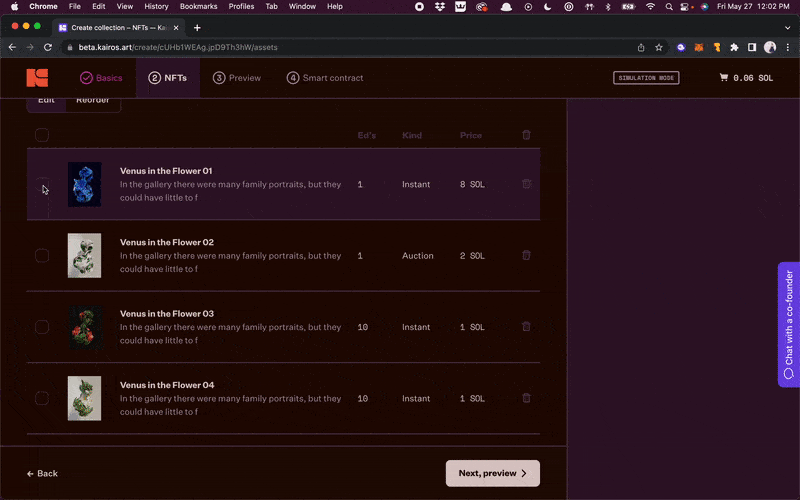 Chrome File Edit View History Bookmarks Profiles Tab Window Help Fri May 27 12:02 PM
Create collection – NFTs – Kai
beta.kairos.art/create/cUHb1WEAg.jpD9Th3hW/assets
Basics 2 NFTs 3 Preview 4 Smart contract SIMULATION MODE 0.06 SOL
Edit Reorder
Ed's Kind Price
Venus in the Flower 01
In the gallery there were many family portraits, but they
could have little to f
1 Instant 8 SOL
Venus in the Flower 02
In the gallery there were many family portraits, but they
could have little to f
1 Auction 2 SOL
Venus in the Flower 03
In the gallery there were many family portraits, but they
could have little to f
10 Instant 1 SOL
Venus in the Flower 04
In the gallery there were many family portraits, but they
could have little to f
10 Instant 1 SOL
Chat with a co-founder
← Back
Next, preview